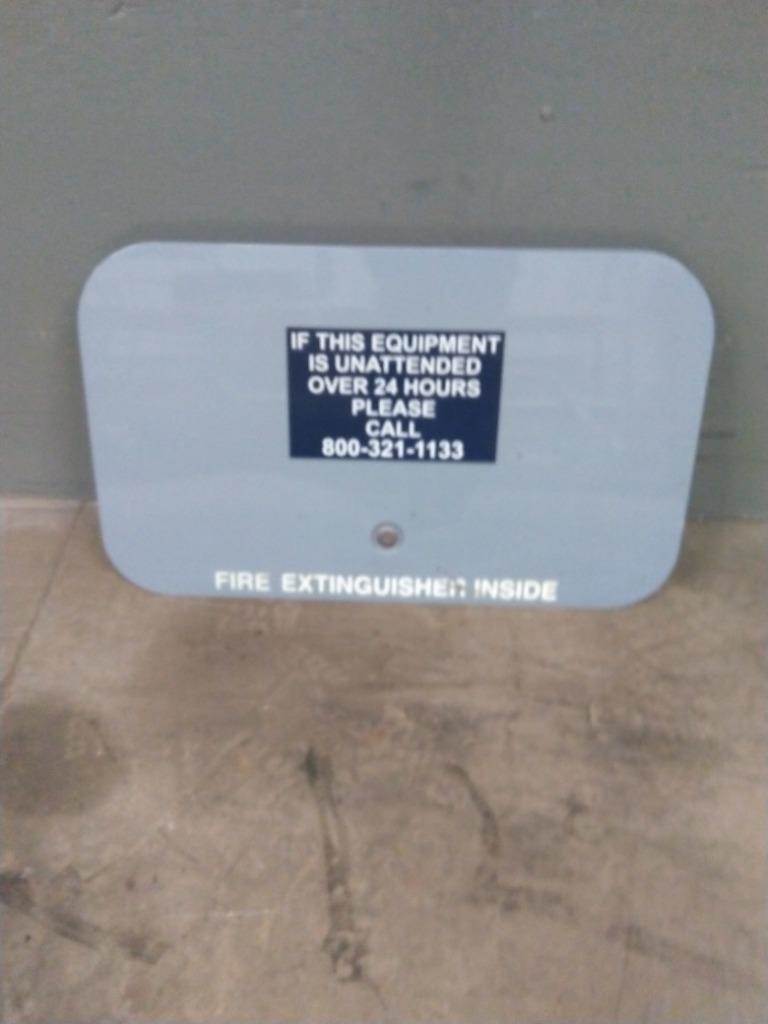 IF THIS EQUIPMENT
IS UNATTENDED
OVER 24 HOURS
PLEASE
CALL
800-321-1133
FIRE EXTINGUISHER INSIDE